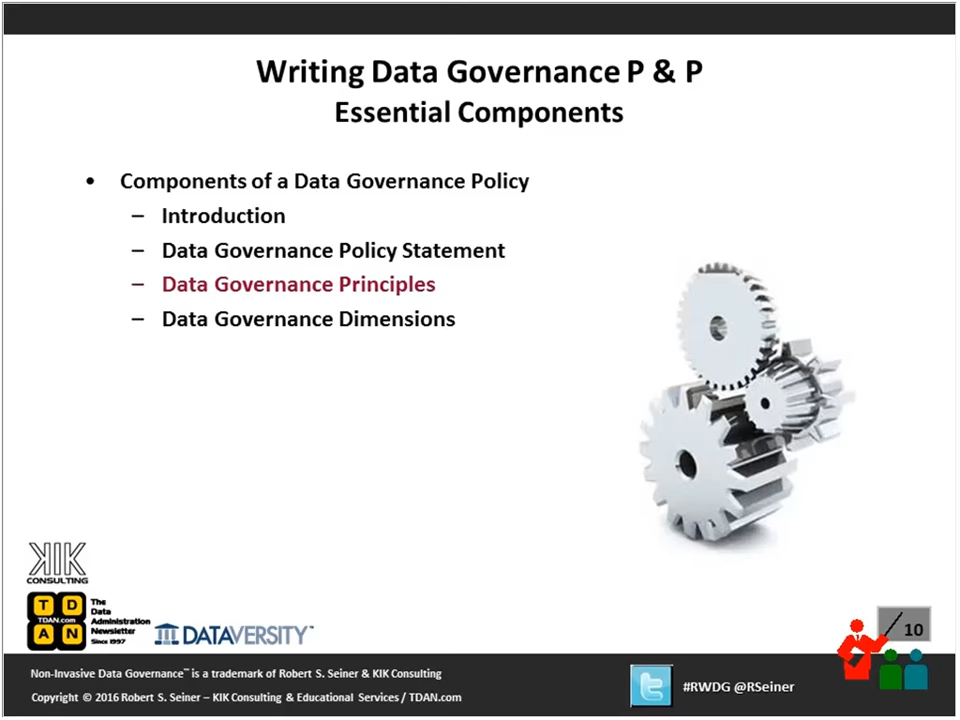 Writing Data Governance P & P
Essential Components
• Components of a Data Governance Policy
– Introduction
– Data Governance Policy Statement
– Data Governance Principles
– Data Governance Dimensions
KIK
CONSULTING
T D
TDAN.com
A N
The
Data
Administration
Newsletter
Since 1997
DATAVERSITY™
10
Non-Invasive Data Governance™ is a trademark of Robert S. Seiner & KIK Consulting
Copyright © 2016 Robert S. Seiner – KIK Consulting & Educational Services / TDAN.com
#RWDG @RSeiner